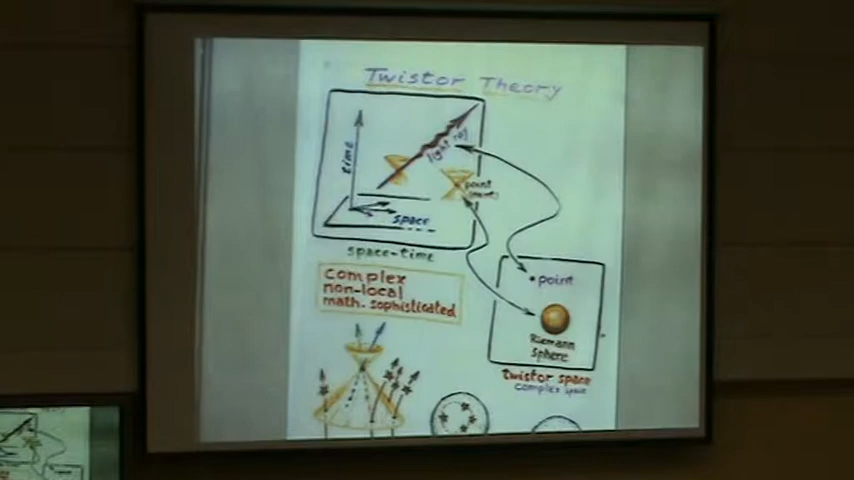 Twistor Theory
time
light ray
point
space
space-time
complex
non-local
math. sophisticated
point
Riemann
sphere
twistor space
complex space